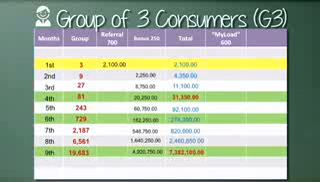 Group of 3 Consumers (G3)
Months Group Referral 700 bonus 250 Total "MyLoad" 600
1st 3 2,100.00 2,100.00
2nd 9 2,250.00 4,350.00
3rd 27 6,750.00 11,100.00
4th 81 20,250.00 31,350.00
5th 243 60,750.00 92,100.00
6th 729 182,250.00 274,350.00
7th 2,187 546,750.00 820,000.00
8th 6,561 1,640,250.00 2,460,850.00
9th 19,683 4,920,750.00 7,382,100.00